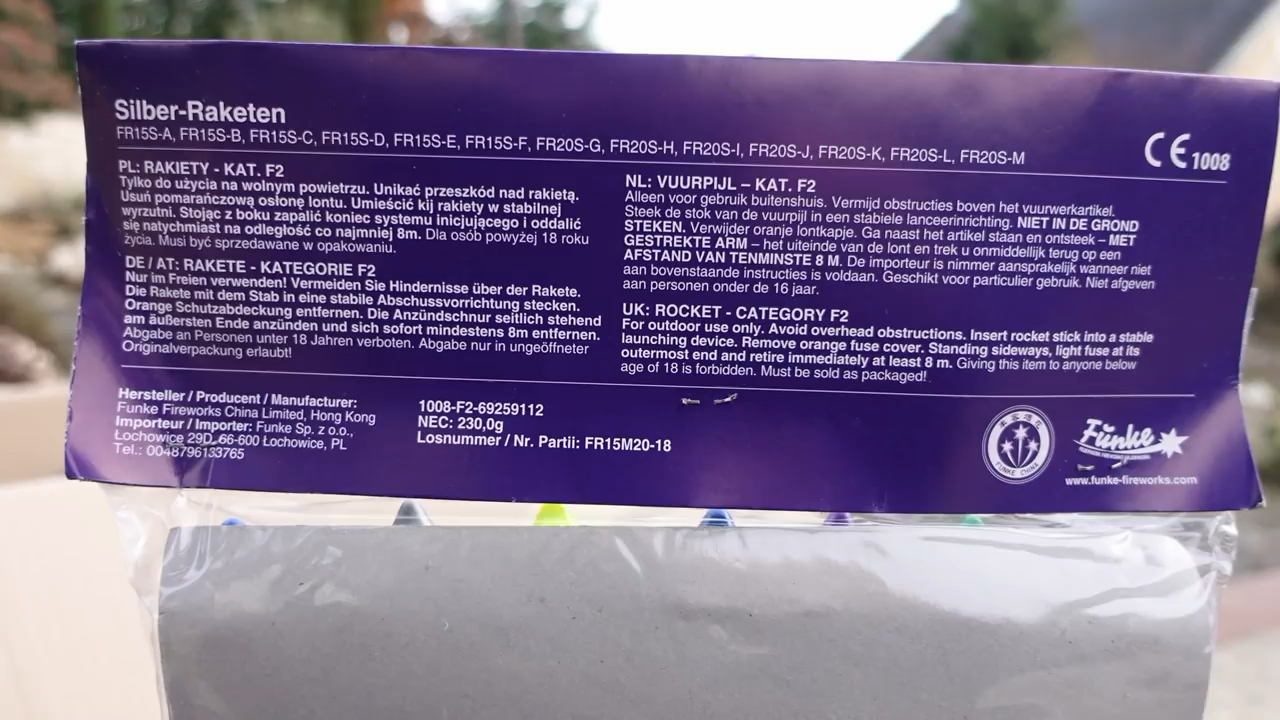 Silber-Raketen
FR15S-A, FR15S-B, FR15S-C, FR15S-D, FR15S-E, FR15S-F, FR20S-G, FR20S-H, FR20S-I, FR20S-J, FR20S-K, FR20S-L, FR20S-M
CE 1008
PL: RAKIETY - KAT. F2
Tylko do użycia na wolnym powietrzu. Unikać przeszkód nad rakietą.
Usuń pomarańczową osłonę lontu. Umieścić kij rakiety w stabilnej
wyrzutni. Stojąc z boku zapalić koniec systemu inicjującego i oddalić
się natychmiast na odległość co najmniej 8m. Dla osób powyżej 18 roku
życia. Musi być sprzedawane w opakowaniu.
DE / AT: RAKETE - KATEGORIE F2
Nur im Freien verwenden! Vermeiden Sie Hindernisse über der Rakete.
Die Rakete mit dem Stab in eine stabile Abschussvorrichtung stecken.
Orange Schutzabdeckung entfernen. Die Anzündschnur seitlich stehend
am äußersten Ende anzünden und sich sofort mindestens 8m entfernen.
Abgabe an Personen unter 18 Jahren verboten. Abgabe nur in ungeöffneter
Originalverpackung erlaubt!
NL: VUURPIJL – KAT. F2
Alleen voor gebruik buitenshuis. Vermijd obstructies boven het vuurwerkartikel.
Steek de stok van de vuurpijl in een stabiele lanceerinrichting. NIET IN DE GROND
STEKEN. Verwijder oranje lontkapje. Ga naast het artikel staan en ontsteek – MET
GESTREKTE ARM – het uiteinde van de lont en trek u onmiddellijk terug op een
AFSTAND VAN TENMINSTE 8 M. De importeur is nimmer aansprakelijk wanneer niet
aan bovenstaande instructies is voldaan. Geschikt voor particulier gebruik. Niet afgeven
aan personen onder de 16 jaar.
UK: ROCKET - CATEGORY F2
For outdoor use only. Avoid overhead obstructions. Insert rocket stick into a stable
launching device. Remove orange fuse cover. Standing sideways, light fuse at its
outermost end and retire immediately at least 8 m. Giving this item to anyone below
age of 18 is forbidden. Must be sold as packaged!
Hersteller / Producent / Manufacturer:
Funke Fireworks China Limited, Hong Kong
Importeur / Importer: Funke Sp. z o.o.,
Łochowice 29D, 66-600 Łochowice, PL
Tel.: 0048796133765
1008-F2-69259112
NEC: 230,0g
Losnummer / Nr. Partii: FR15M20-18
FUNKE CHINA
Funke
www.funke-fireworks.com